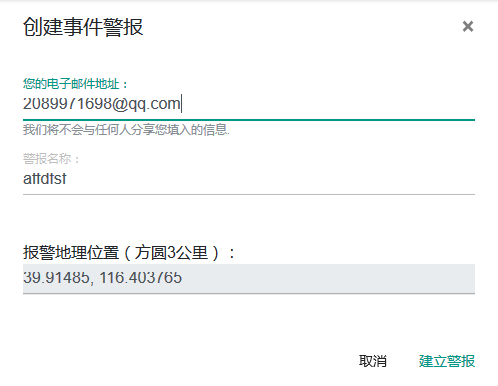 创建事件警报
×
您的电子邮件地址：
2089971698@qq.com
我们将不会与任何人分享您填入的信息.
警报名称：
affdfsf
报警地理位置（方圆3公里）：
39.91485, 116.403765
取消
建立警报